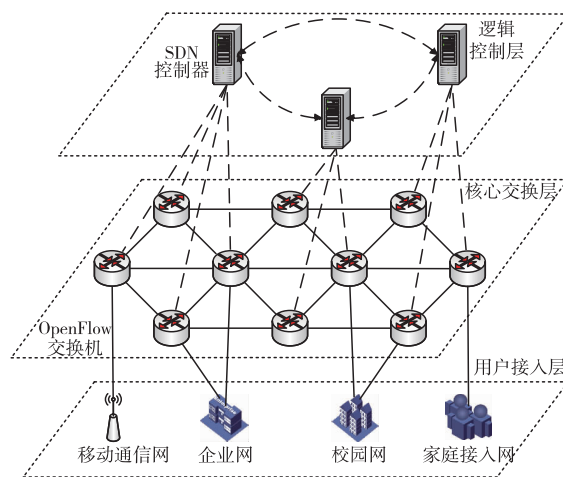 SDN
控制器
逻辑
控制层
核心交换层
OpenFlow
交换机
用户接入层
移动通信网
企业网
校园网
家庭接入网